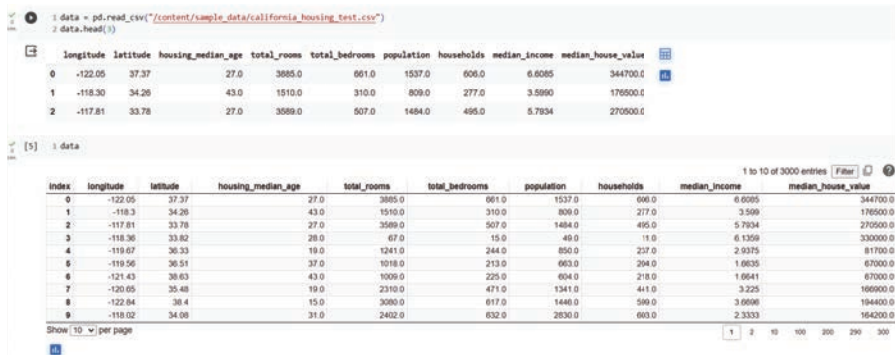 1 data = pd.read_csv("/content/sample_data/california_housing_test.csv")
2 data.head(3)
longitude latitude housing_median_age total_rooms total_bedrooms population households median_income median_house_value
0 -122.05 37.37 27.0 3885.0 661.0 1537.0 606.0 6.6085 344700.0
1 -118.30 34.26 43.0 1510.0 310.0 809.0 277.0 3.5990 176500.0
2 -117.81 33.78 27.0 3589.0 507.0 1484.0 495.0 5.7934 270500.0
[5] 1 data
1 to 10 of 3000 entries Filter
index longitude latitude housing_median_age total_rooms total_bedrooms population households median_income median_house_value
0 -122.05 37.37 27.0 3885.0 661.0 1537.0 606.0 6.6085 344700.0
1 -118.3 34.26 43.0 1510.0 310.0 809.0 277.0 3.599 176500.0
2 -117.81 33.78 27.0 3589.0 507.0 1484.0 495.0 5.7934 270500.0
3 -118.36 33.82 28.0 67.0 15.0 49.0 11.0 6.1359 330000.0
4 -119.67 36.33 19.0 1241.0 244.0 850.0 237.0 2.9375 81700.0
5 -119.56 36.51 37.0 1018.0 213.0 663.0 204.0 1.6635 67000.0
6 -121.43 38.63 43.0 1009.0 225.0 604.0 218.0 1.6641 67000.0
7 -120.65 35.48 19.0 2310.0 471.0 1341.0 441.0 3.225 166900.0
8 -122.84 38.4 15.0 3080.0 617.0 1446.0 599.0 3.6696 194400.0
9 -118.02 34.08 31.0 2402.0 632.0 2830.0 603.0 2.3333 164200.0
Show 10 per page
1 2 10 100 200 290 300